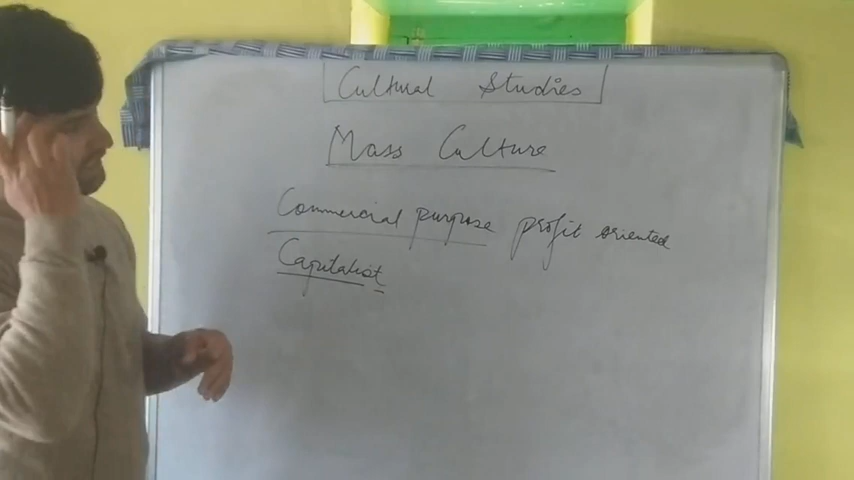 Cultural Studies
Mass Culture
Commercial purpose profit oriented
Capitalist